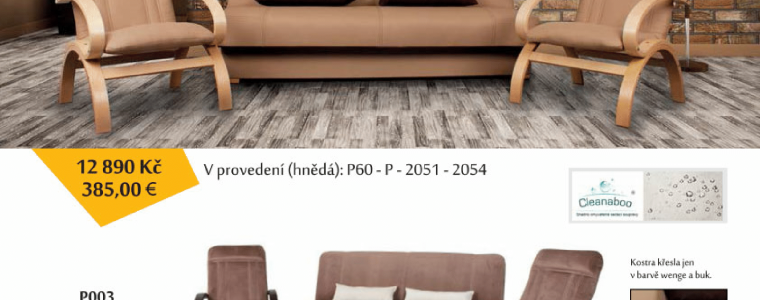 12 890 Kč
385,00 €
V provedení (hnědá): P60 - P - 2051 - 2054
Cleanaboo
Kostra křesla jen
v barvě wenge a buk.
P003